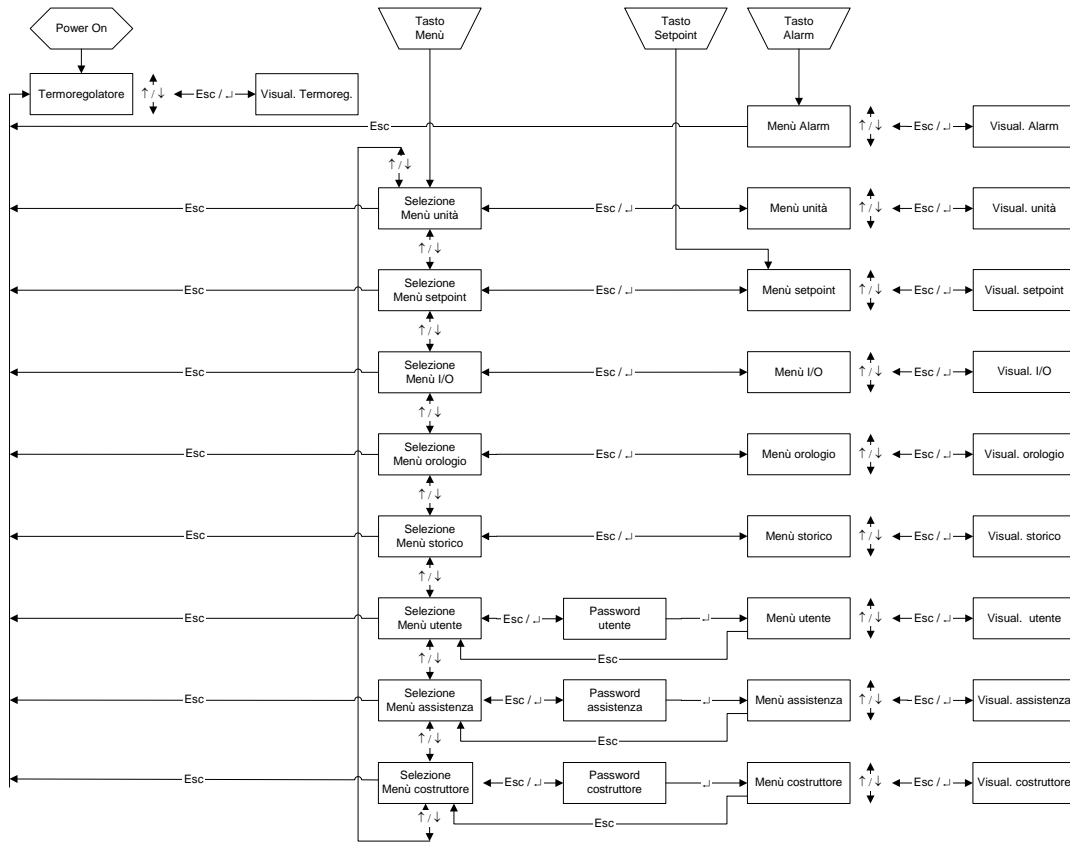 Power On
Tasto
Menù
Tasto
Setpoint
Tasto
Alarm
Termoregolatore
↑ / ↓
Esc / ↵
Visual. Termoreg.
Esc
Menù Alarm
↑ / ↓
Esc / ↵
Visual. Alarm
↑ / ↓
Esc
Selezione
Menù unità
Esc / ↵
Menù unità
↑ / ↓
Esc / ↵
Visual. unità
↑ / ↓
Esc
Selezione
Menù setpoint
Esc / ↵
Menù setpoint
↑ / ↓
Esc / ↵
Visual. setpoint
↑ / ↓
Esc
Selezione
Menù I/O
Esc / ↵
Menù I/O
↑ / ↓
Esc / ↵
Visual. I/O
↑ / ↓
Esc
Selezione
Menù orologio
Esc / ↵
Menù orologio
↑ / ↓
Esc / ↵
Visual. orologio
↑ / ↓
Esc
Selezione
Menù storico
Esc / ↵
Menù storico
↑ / ↓
Esc / ↵
Visual. storico
↑ / ↓
Esc
Selezione
Menù utente
Esc / ↵
Password
utente
↵
Menù utente
↑ / ↓
Esc / ↵
Visual. utente
Esc
↑ / ↓
Esc
Selezione
Menù assistenza
Esc / ↵
Password
assistenza
↵
Menù assistenza
↑ / ↓
Esc / ↵
Visual. assistenza
Esc
↑ / ↓
Esc
Selezione
Menù costruttore
Esc / ↵
Password
costruttore
↵
Menù costruttore
↑ / ↓
Esc / ↵
Visual. costruttore
Esc
↑ / ↓